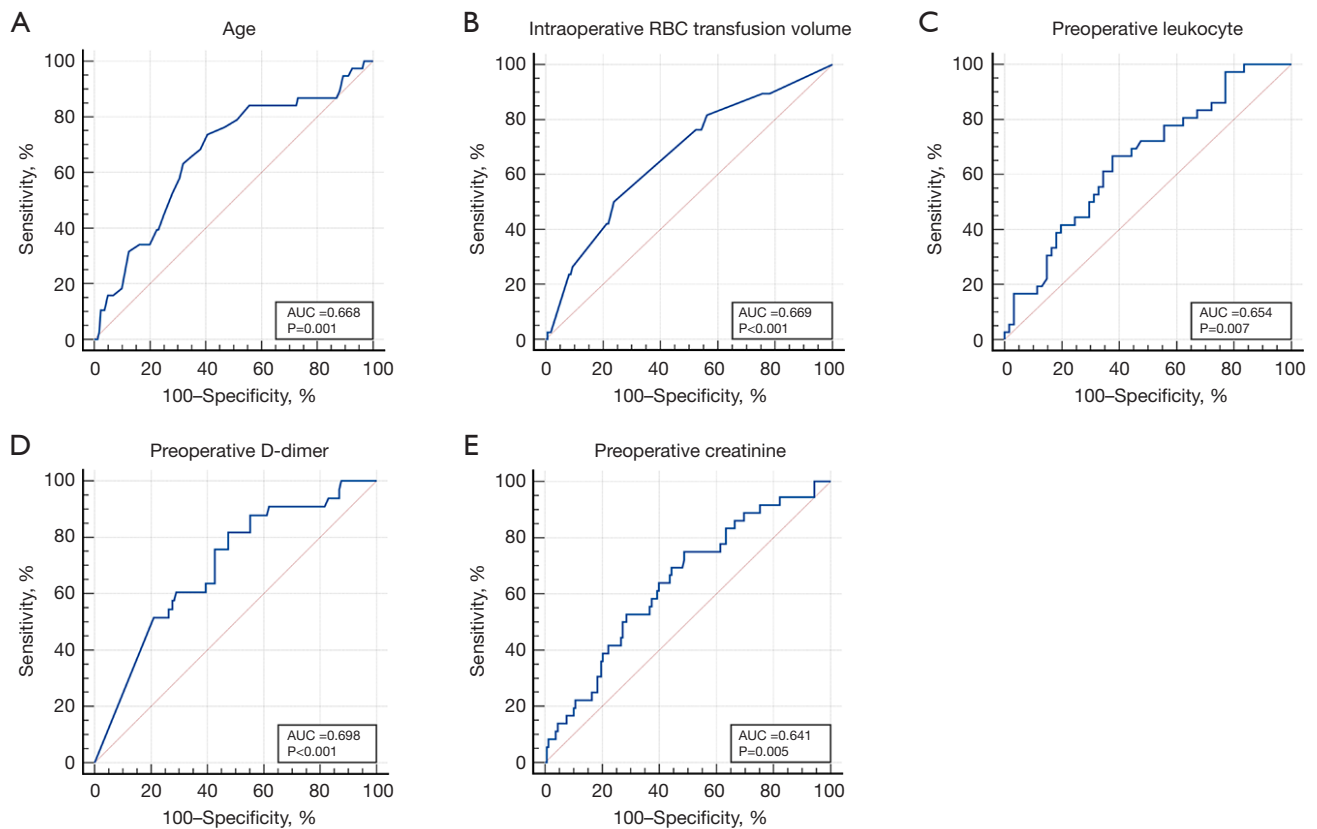 A
Age
100
80
60
40
20
0
Sensitivity, %
AUC =0.668
P=0.001
0 20 40 60 80 100
100–Specificity, %
B
Intraoperative RBC transfusion volume
100
80
60
40
20
0
Sensitivity, %
AUC =0.669
P<0.001
0 20 40 60 80 100
100–Specificity, %
C
Preoperative leukocyte
100
80
60
40
20
0
Sensitivity, %
AUC =0.654
P=0.007
0 20 40 60 80 100
100–Specificity, %
D
Preoperative D-dimer
100
80
60
40
20
0
Sensitivity, %
AUC =0.698
P<0.001
0 20 40 60 80 100
100–Specificity, %
E
Preoperative creatinine
100
80
60
40
20
0
Sensitivity, %
AUC =0.641
P=0.005
0 20 40 60 80 100
100–Specificity, %